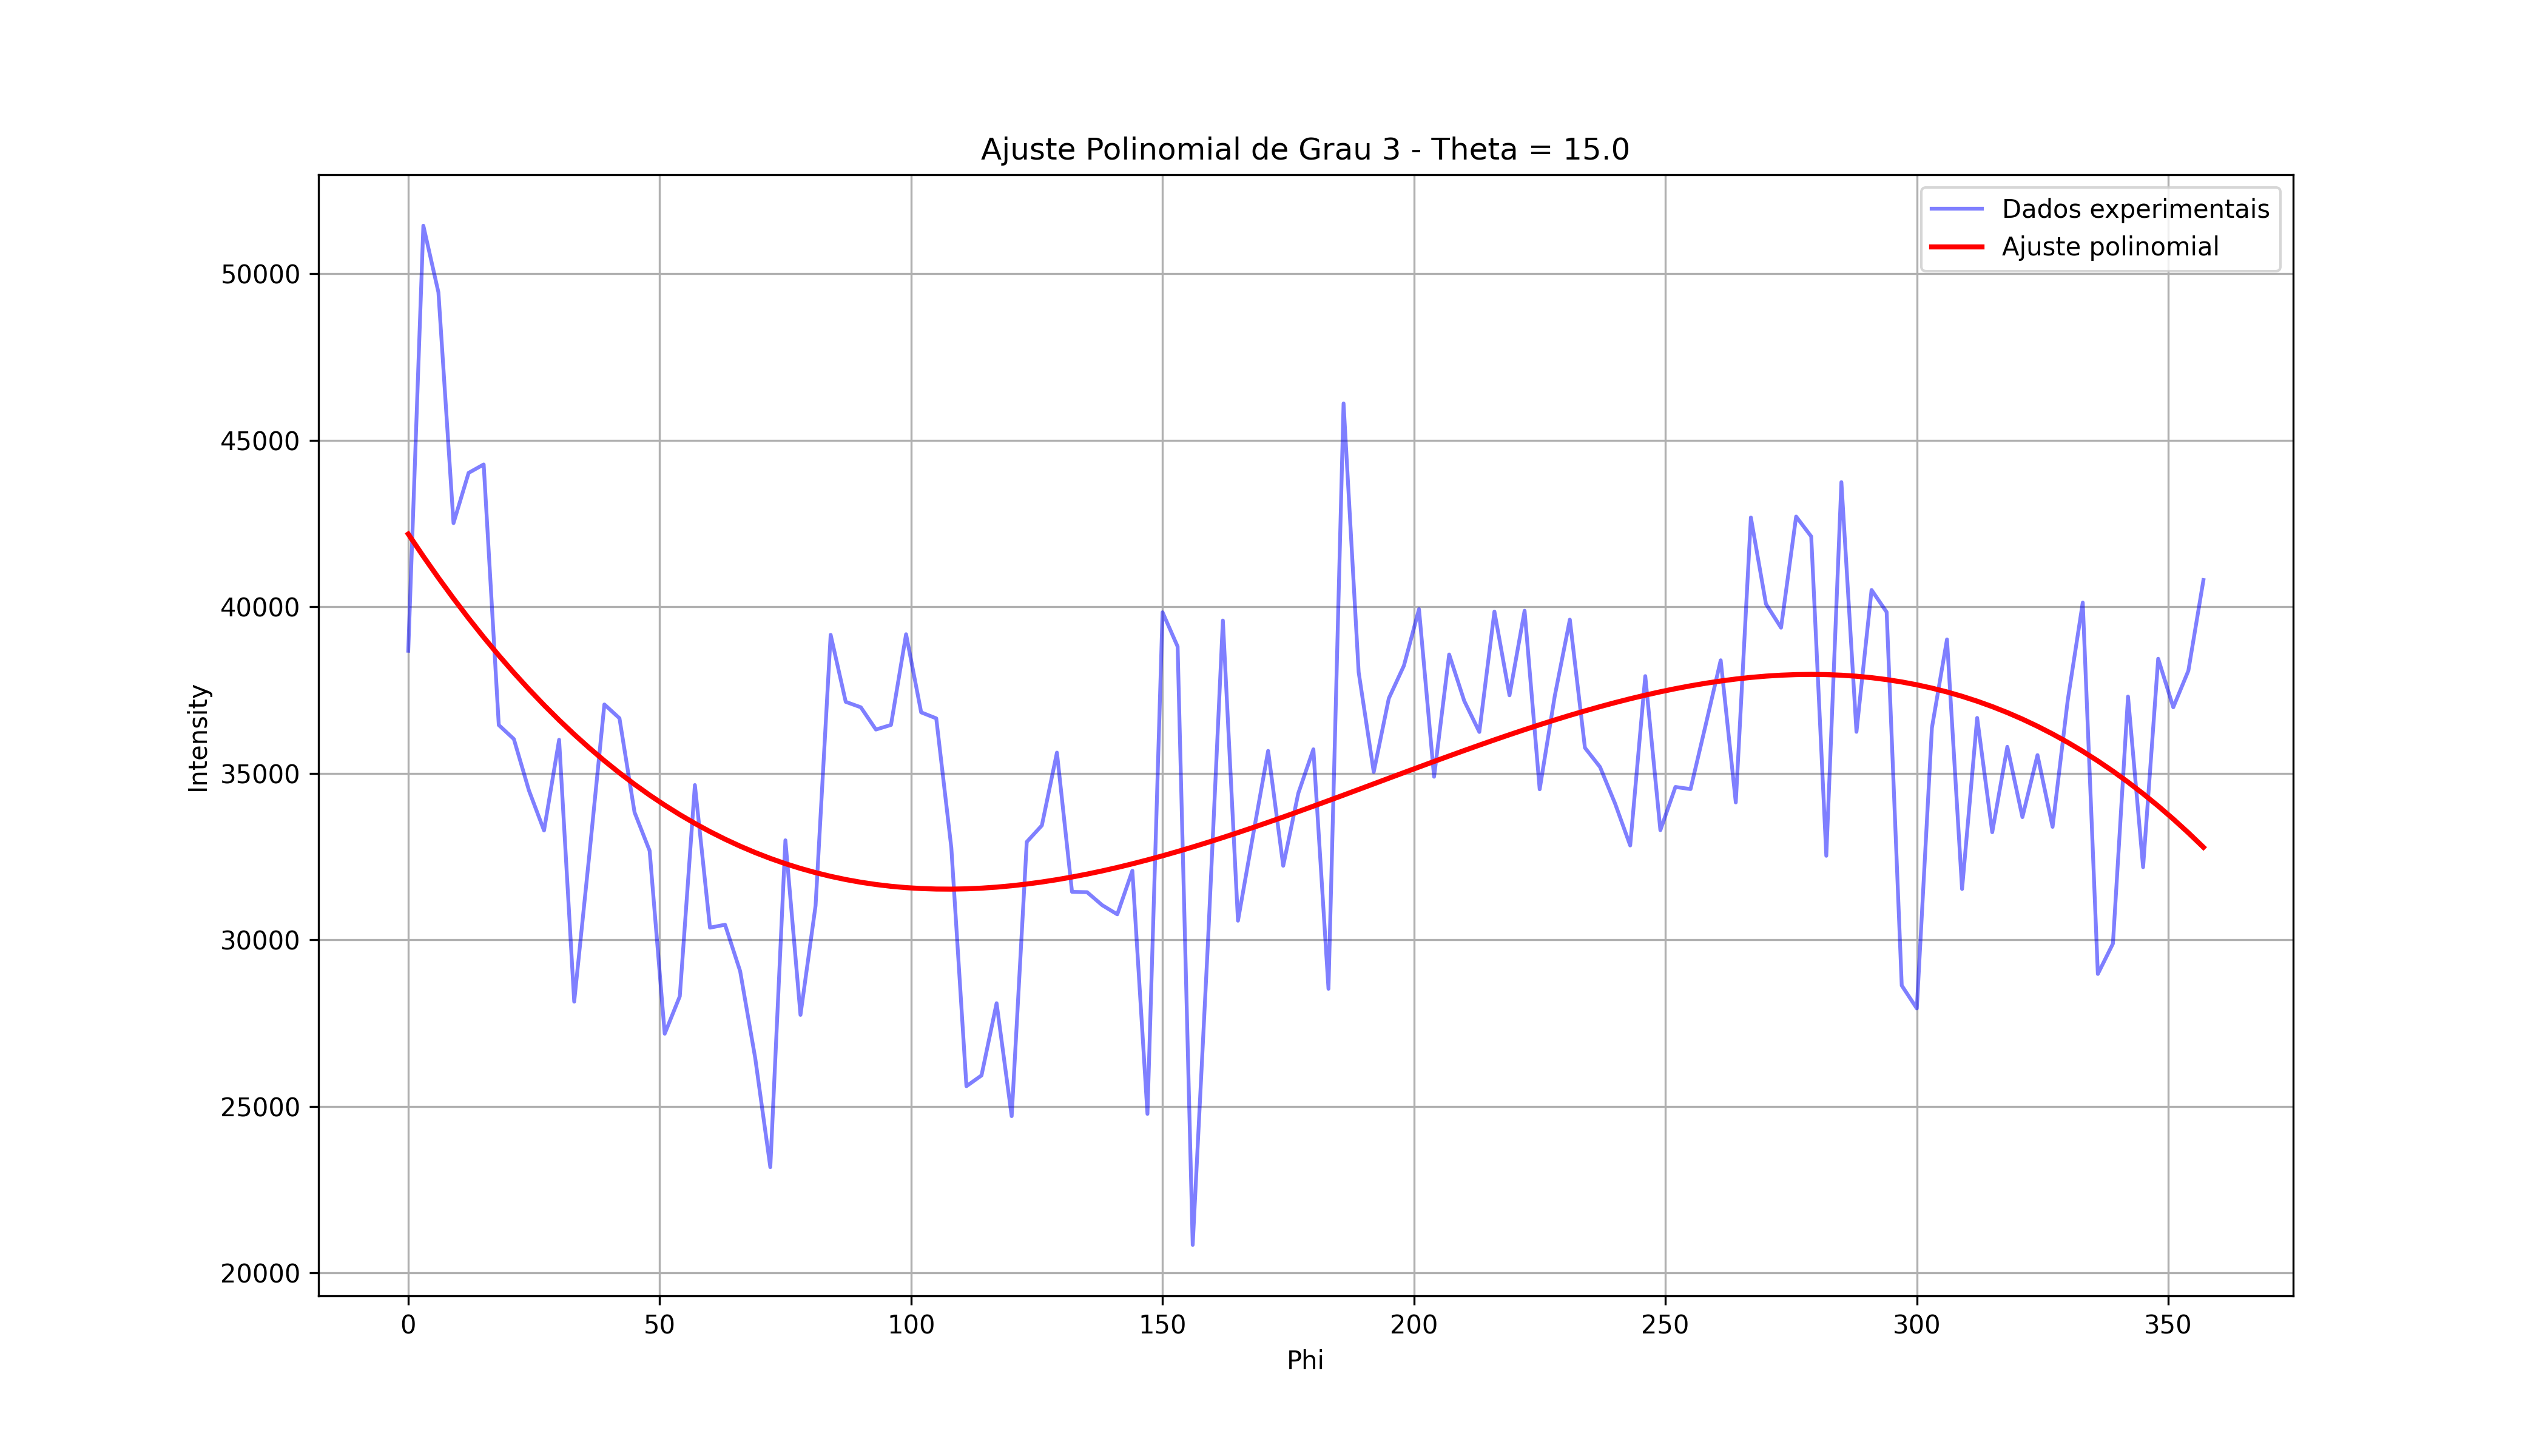 Ajuste Polinomial de Grau 3 - Theta = 15.0
Dados experimentais
Ajuste polinomial
Intensity
50000
45000
40000
35000
30000
25000
20000
0 50 100 150 200 250 300 350
Phi